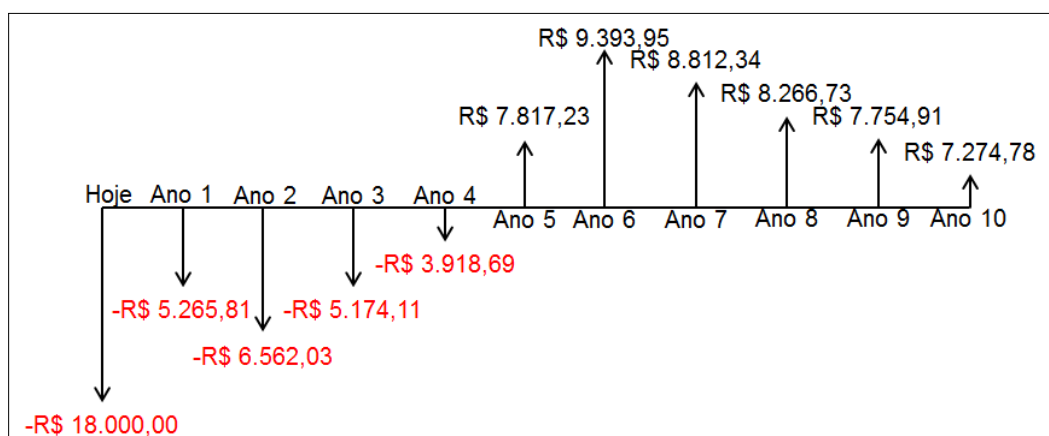 R$ 9.393,95
R$ 8.812,34
R$ 8.266,73
R$ 7.817,23
R$ 7.754,91
R$ 7.274,78
Hoje Ano 1 Ano 2 Ano 3 Ano 4
Ano 5 Ano 6 Ano 7 Ano 8 Ano 9 Ano 10
-R$ 3.918,69
-R$ 5.265,81 -R$ 5.174,11
-R$ 6.562,03
-R$ 18.000,00